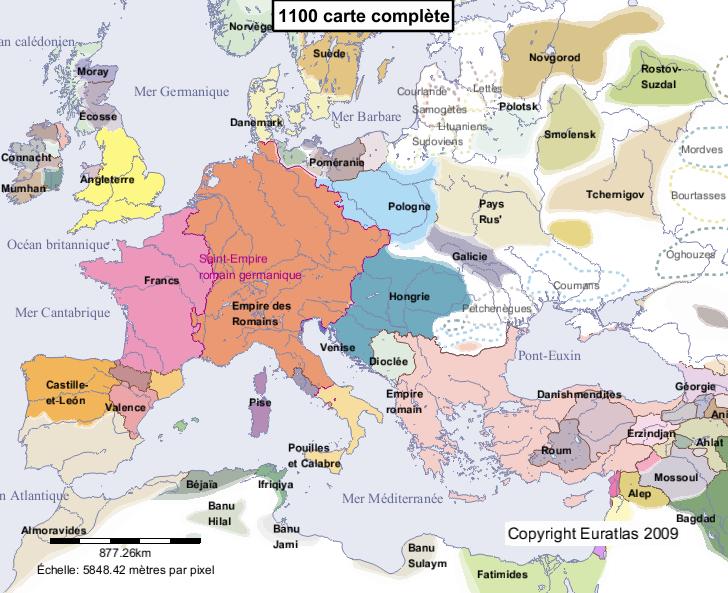 1100 carte complète
Norvège
an calédonien
Suède
Novgorod
Moray
Rostov-
Suzdal
Mer Germanique
Courlande
Lettes
Samogètes
Polotsk
Écosse
Danemark
Mer Barbare
Lituaniens
Smolensk
Sudoviens
Mordves
Connacht
Poméranie
Angleterre
Mumhan
Tchernigov
Bourtasses
Pologne
Pays
Rus'
Océan britannique
Saint-Empire
romain germanique
Galicie
Oghouzes
Francs
Coumans
Mer Cantabrique
Empire des
Romains
Hongrie
Petchenègues
Venise
Dioclée
Pont-Euxin
Castille-
et-León
Valence
Pise
Empire
romain
Danishmendites
Géorgie
Ani
Erzindjan
Ahlat
Pouilles
et Calabre
Roum
Mossoul
Béjaïa
Ifriqiya
Mer Méditerranée
Alep
an Atlantique
Banu
Hilal
Bagdad
Almoravides
Banu
Jami
Copyright Euratlas 2009
877.26km
Banu
Sulaym
Échelle: 5848.42 mètres par pixel
Fatimides